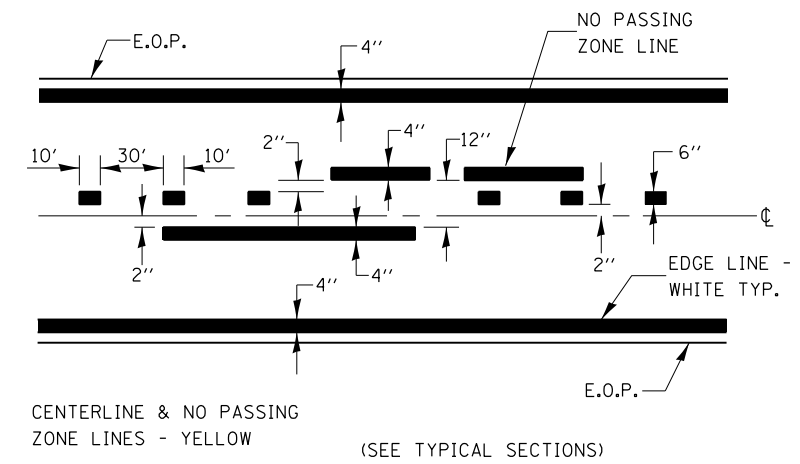 NO PASSING
ZONE LINE
E.O.P.
4''
4''
12''
2''
10' 30' 10'
6''
℄
2''
2''
4''
EDGE LINE -
WHITE TYP.
4''
E.O.P.
CENTERLINE & NO PASSING
ZONE LINES - YELLOW
(SEE TYPICAL SECTIONS)